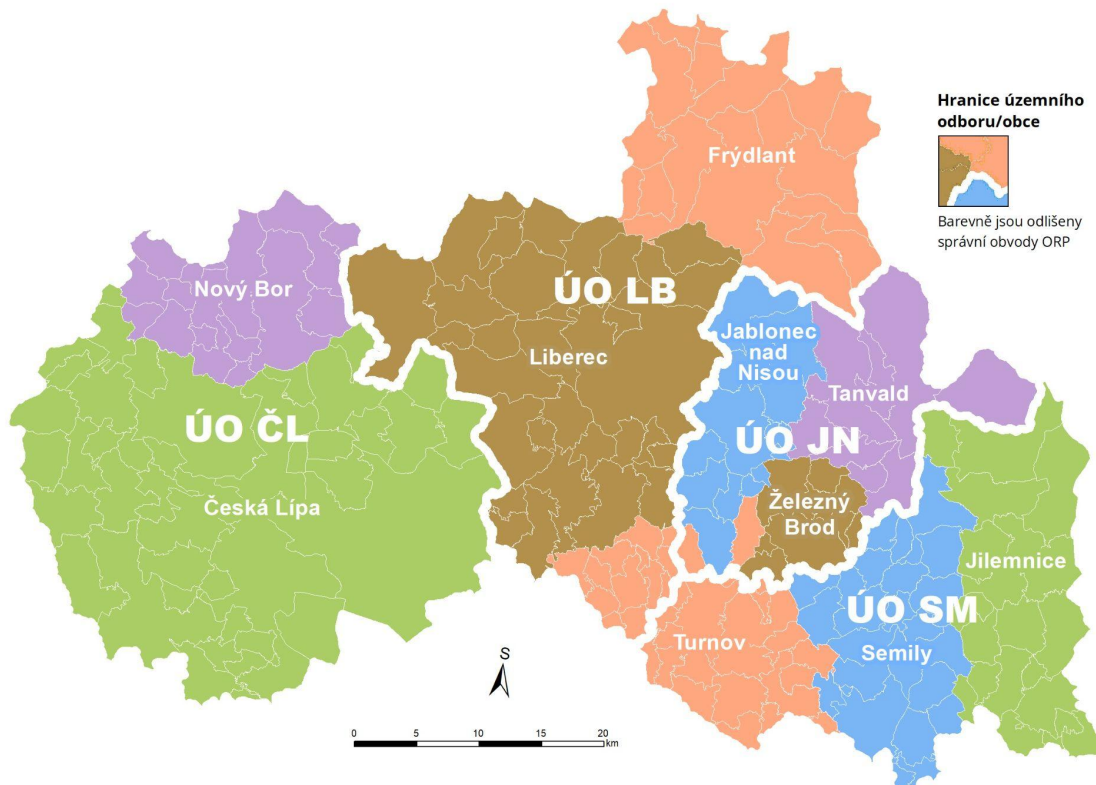 Hranice územního
odboru/obce
Barevně jsou odlišeny
správní obvody ORP
Frýdlant
Nový Bor
ÚO LB
Liberec
Jablonec
nad
Nisou
Tanvald
ÚO ČL
ÚO JN
Česká Lípa
Železný
Brod
Jilemnice
ÚO SM
Turnov
Semily
S
0 5 10 15 20
km